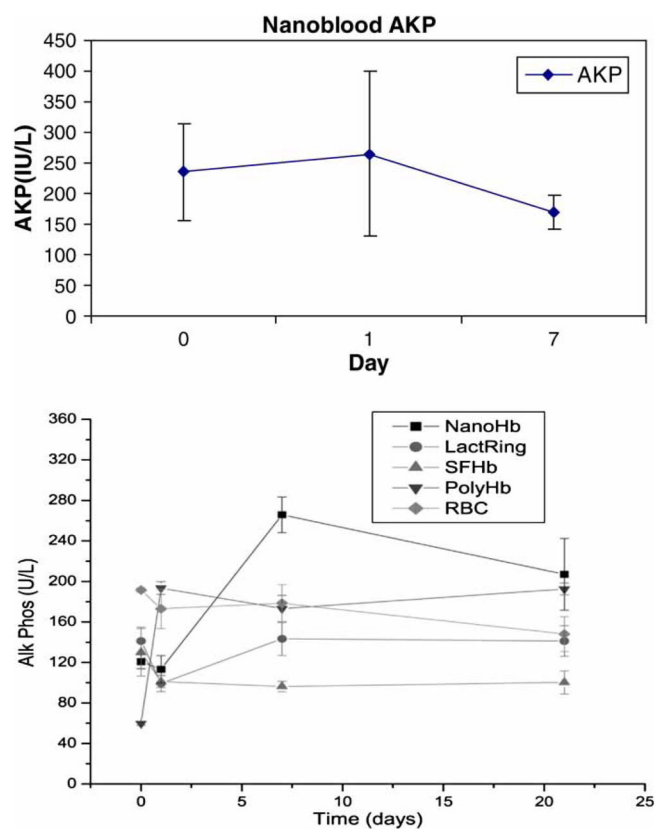 Nanoblood AKP
450
400
350
300
250
200
150
100
50
0
AKP(IU/L)
AKP
0 1 7
Day
360
320
280
240
200
160
120
80
40
0
Alk Phos (U/L)
NanoHb
LactRing
SFHb
PolyHb
RBC
0 5 10 15 20 25
Time (days)